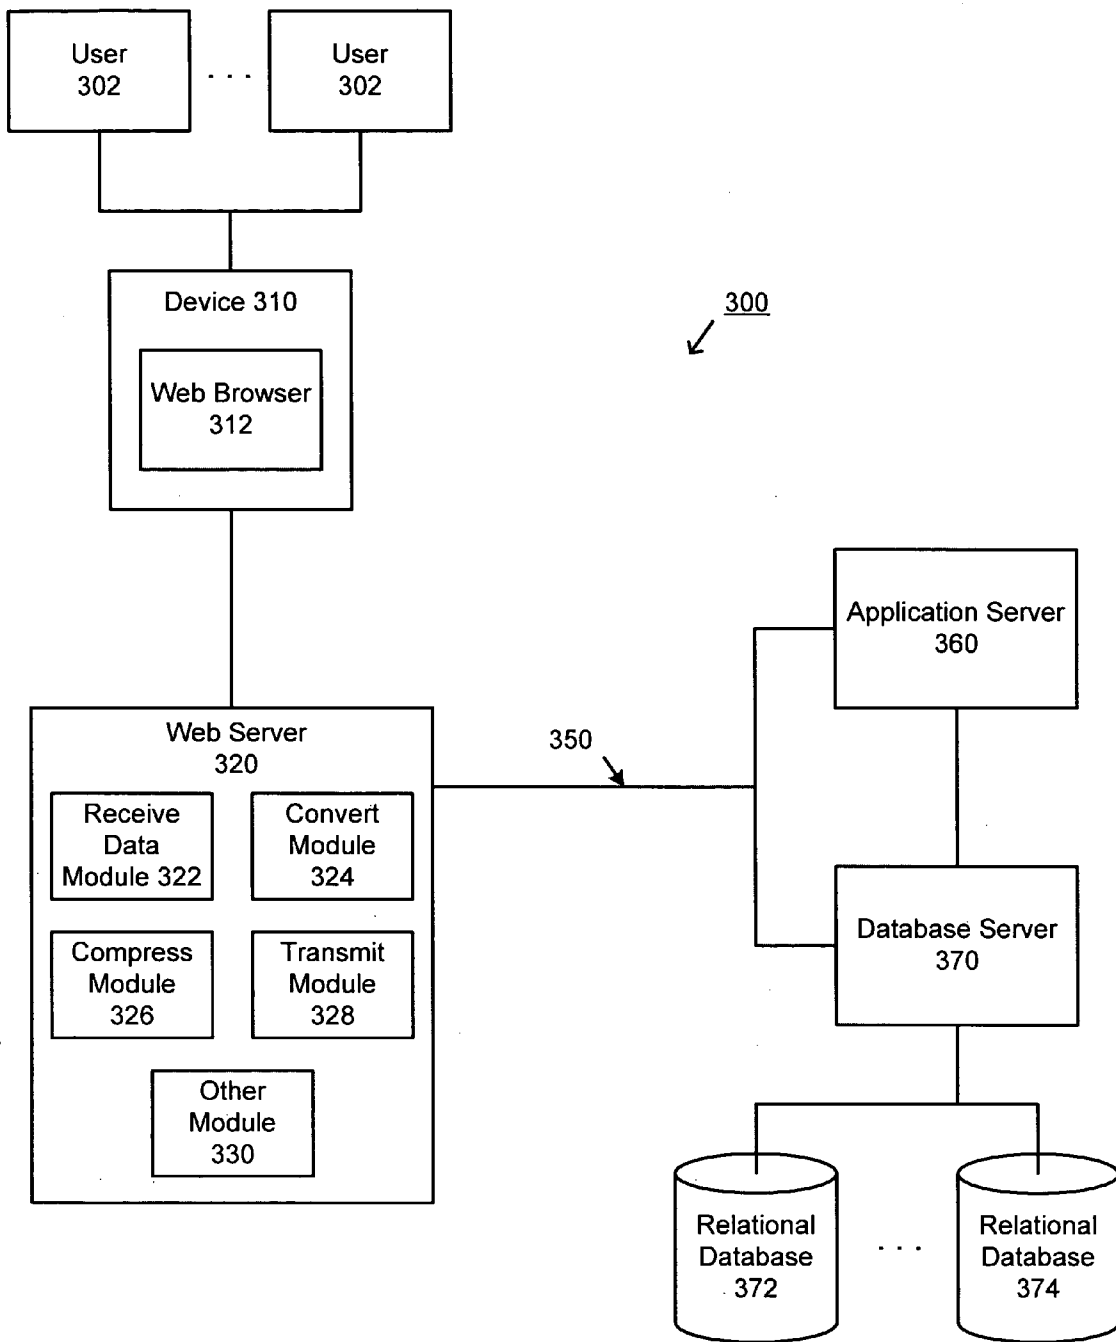 User
302
. . .
User
302
Device 310
Web Browser
312
300
Application Server
360
Web Server
320
350
Receive
Data
Module 322
Convert
Module
324
Compress
Module
326
Transmit
Module
328
Other
Module
330
Database Server
370
Relational
Database
372
. . .
Relational
Database
374